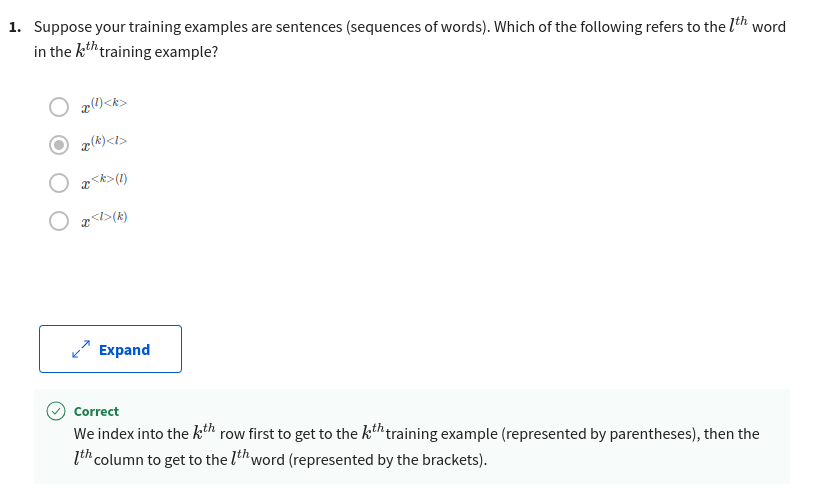 1. Suppose your training examples are sentences (sequences of words). Which of the following refers to the l^{th} word
in the k^{th} training example?
x^{(l)<k>}
x^{(k)<l>}
x^{<k>(l)}
x^{<l>(k)}
Expand
Correct
We index into the k^{th} row first to get to the k^{th} training example (represented by parentheses), then the
l^{th} column to get to the l^{th} word (represented by the brackets).